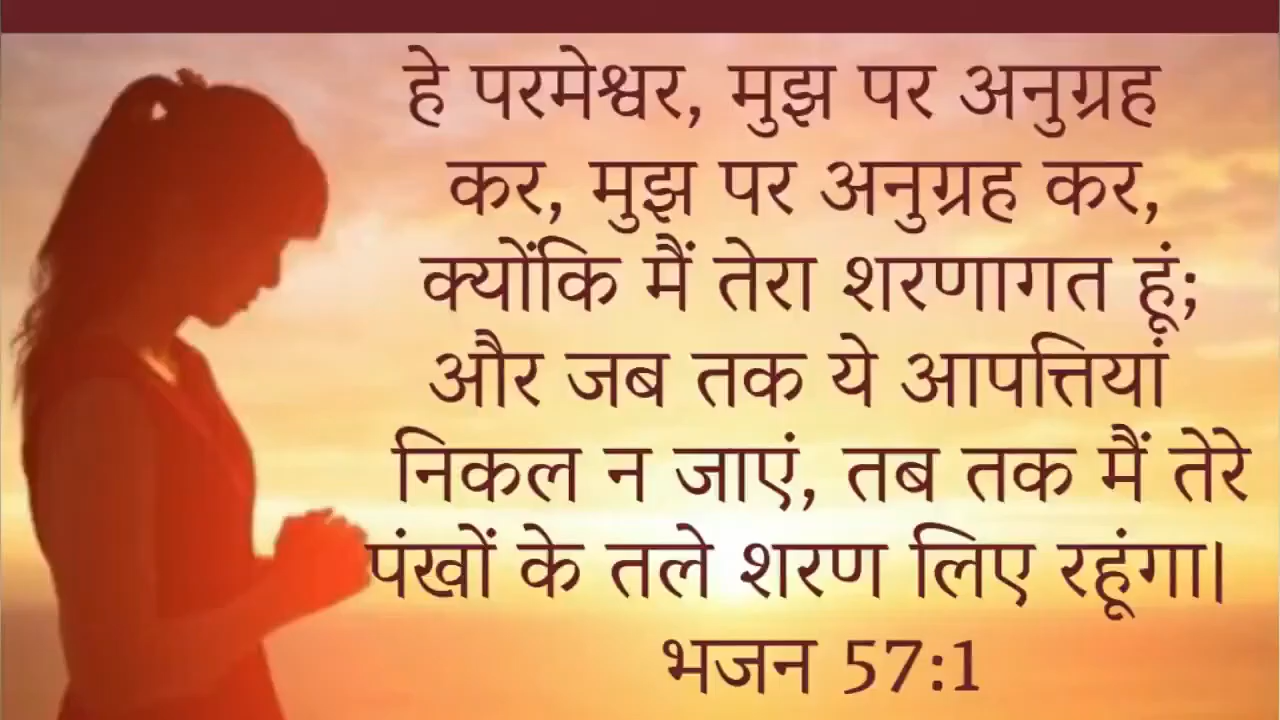 हे परमेश्वर, मुझ पर अनुग्रह
कर, मुझ पर अनुग्रह कर,
क्योंकि मैं तेरा शरणागत हूं;
और जब तक ये आपत्तियां
निकल न जाएं, तब तक मैं तेरे
पंखों के तले शरण लिए रहूंगा।
भजन 57:1